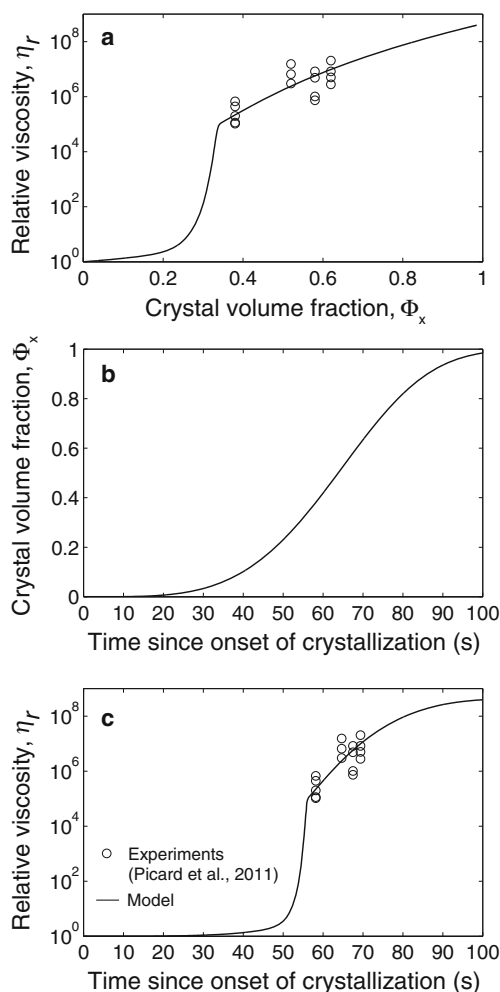 a
Relative viscosity, ηr
10^8
10^6
10^4
10^2
10^0
0 0.2 0.4 0.6 0.8 1
Crystal volume fraction, Φx
b
Crystal volume fraction, Φx
1
0.8
0.6
0.4
0.2
0
0 10 20 30 40 50 60 70 80 90 100
Time since onset of crystallization (s)
c
Relative viscosity, ηr
10^8
10^6
10^4
10^2
10^0
Experiments
(Picard et al., 2011)
Model
0 10 20 30 40 50 60 70 80 90 100
Time since onset of crystallization (s)